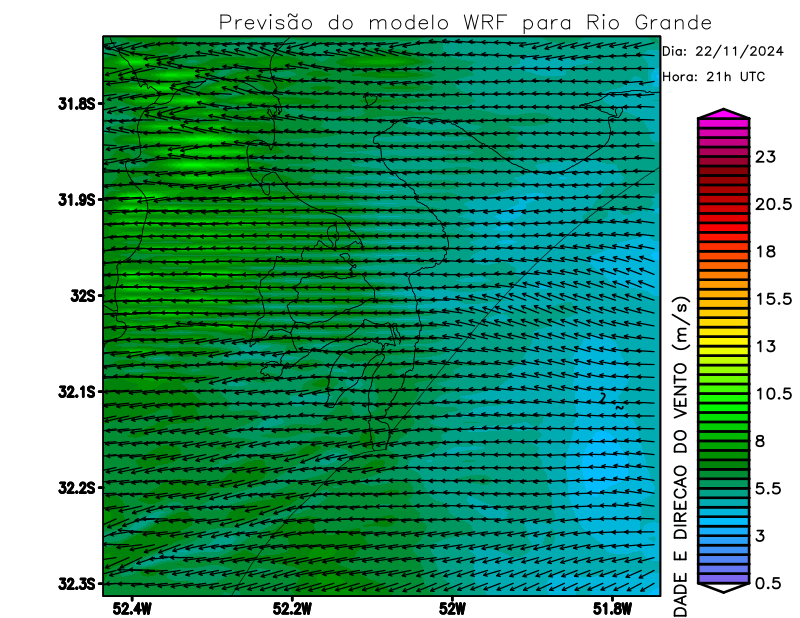 Previsão do modelo WRF para Rio Grande
Dia: 22/11/2024
Hora: 21h UTC
31.8S
31.9S
32S
32.1S
32.2S
32.3S
52.4W
52.2W
52W
51.8W
23
20.5
18
15.5
13
10.5
8
5.5
3
0.5
DADE E DIRECAO DO VENTO (m/s)